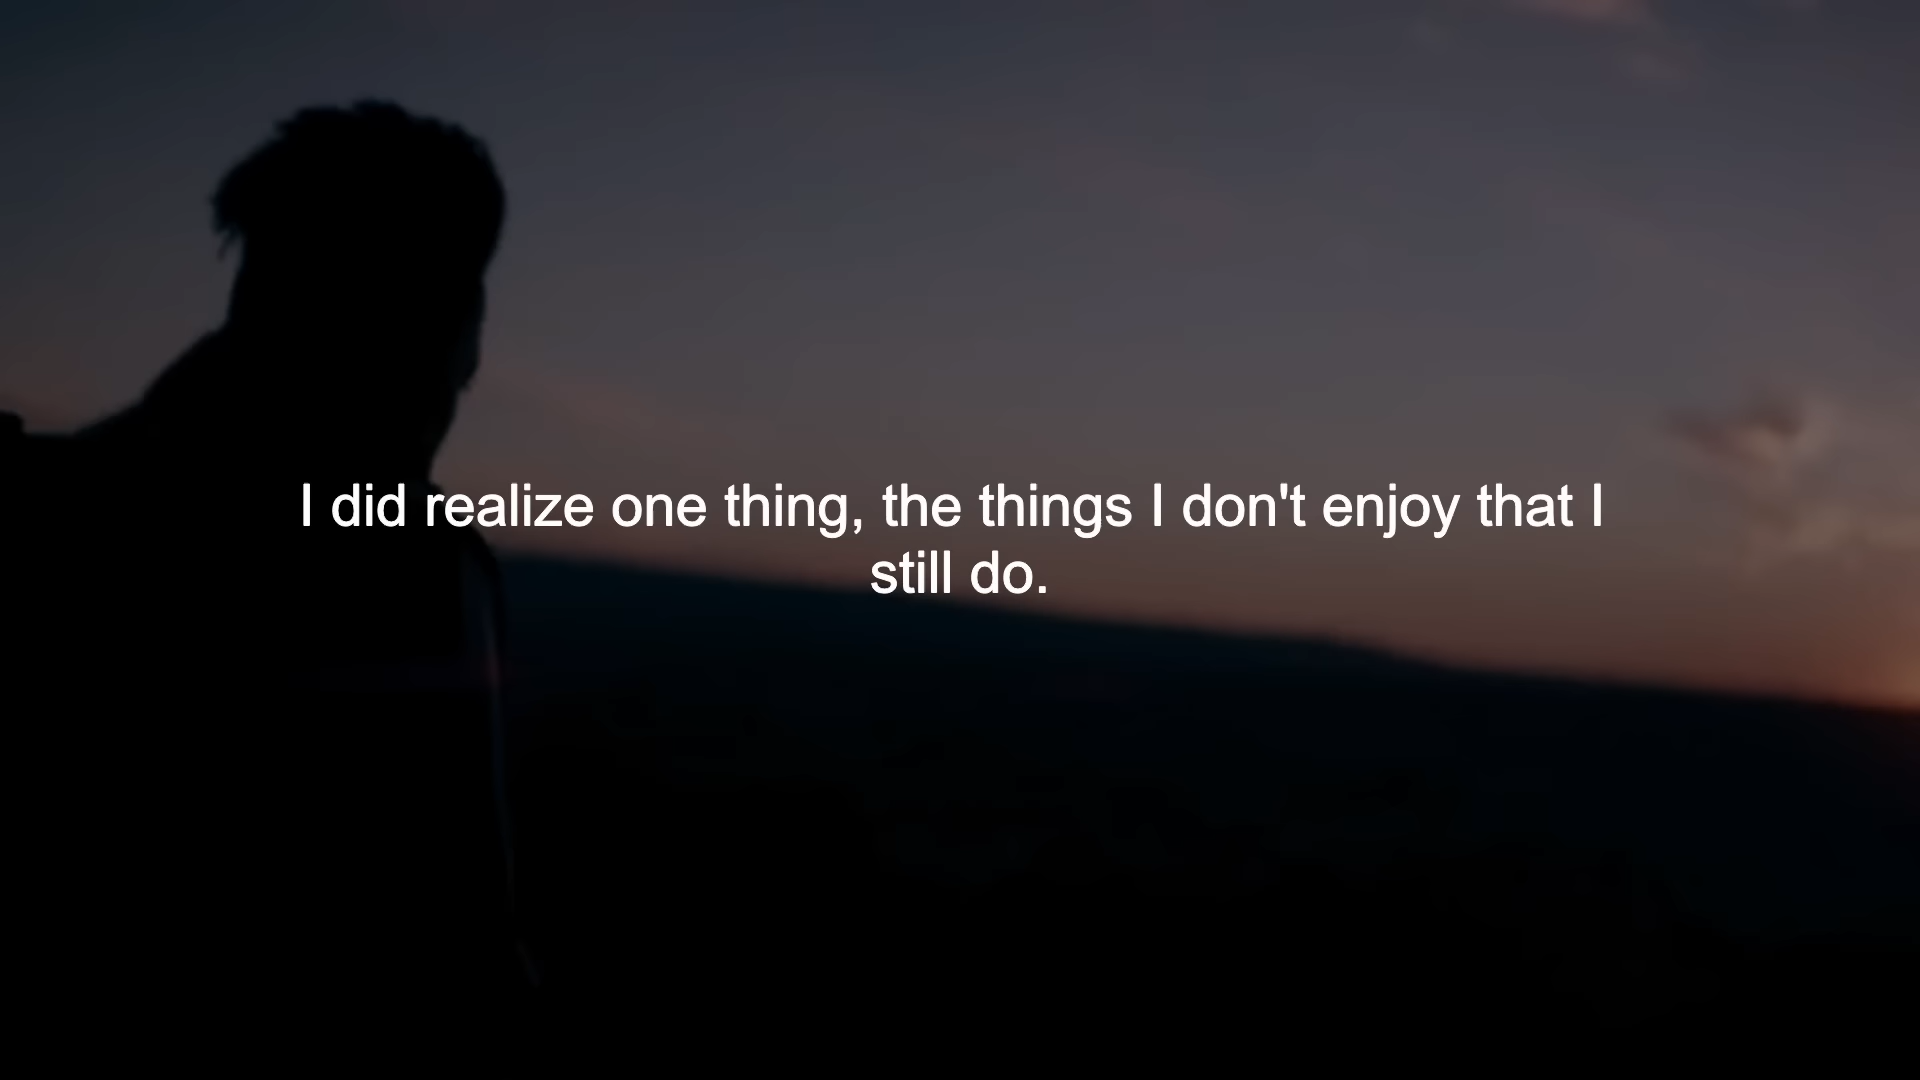 I did realize one thing, the things I don't enjoy that I
still do.